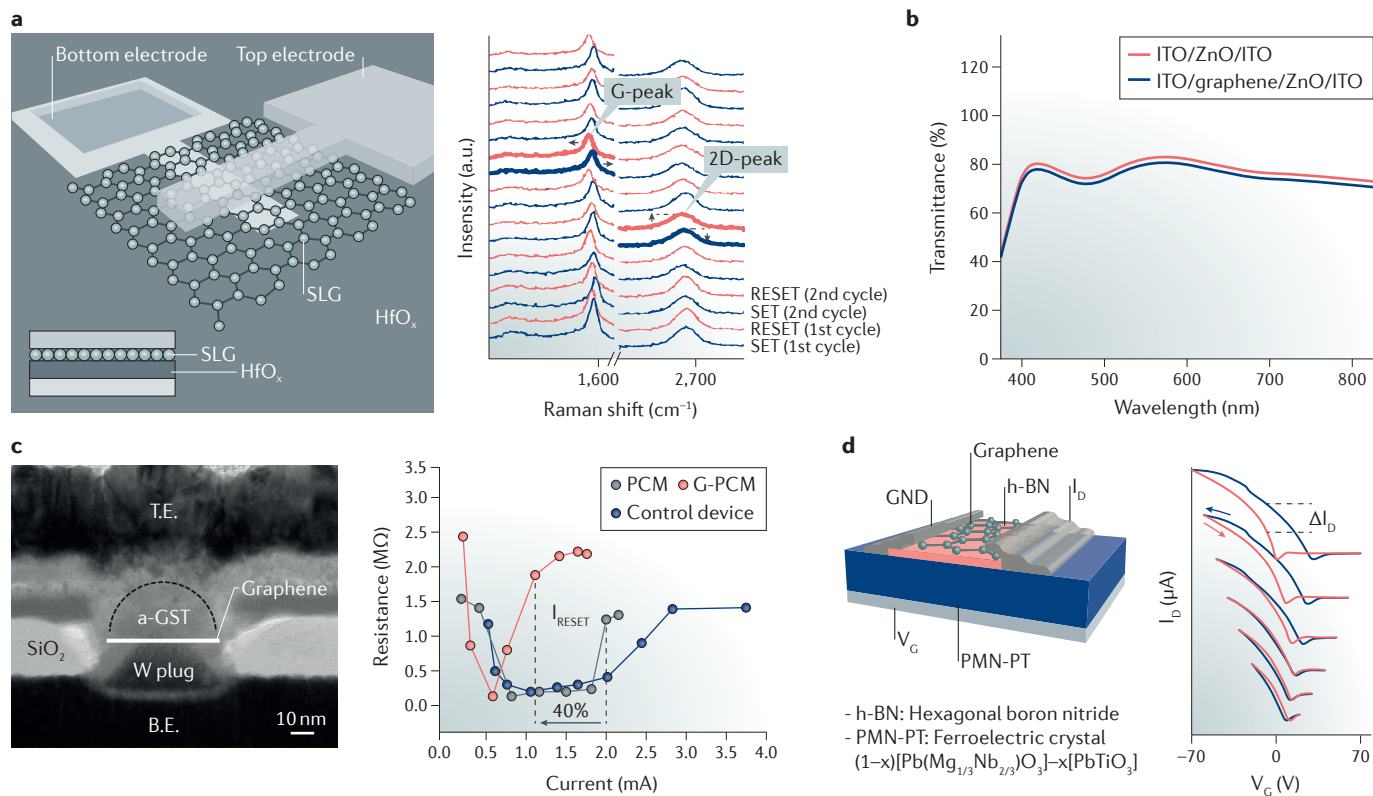 a
Bottom electrode
Top electrode
SLG
HfOₓ
SLG
HfOₓ
Insensity (a.u.)
G-peak
2D-peak
RESET (2nd cycle)
SET (2nd cycle)
RESET (1st cycle)
SET (1st cycle)
1,600
2,700
Raman shift (cm⁻¹)
b
ITO/ZnO/ITO
ITO/graphene/ZnO/ITO
Transmittance (%)
120
100
80
60
40
20
0
400
500
600
700
800
Wavelength (nm)
c
T.E.
Graphene
a-GST
SiO₂
W plug
B.E.
10 nm
Resistance (MΩ)
3.5
3.0
2.5
2.0
1.5
1.0
0.5
0.0
PCM
G-PCM
Control device
I_RESET
40%
0.0
0.5
1.0
1.5
2.0
2.5
3.0
3.5
4.0
Current (mA)
d
Graphene
h-BN
GND
I_D
V_G
PMN-PT
- h-BN: Hexagonal boron nitride
- PMN-PT: Ferroelectric crystal
(1–x)[Pb(Mg₁/₃Nb₂/₃)O₃]–x[PbTiO₃]
I_D (µA)
ΔI_D
–70
0
70
V_G (V)